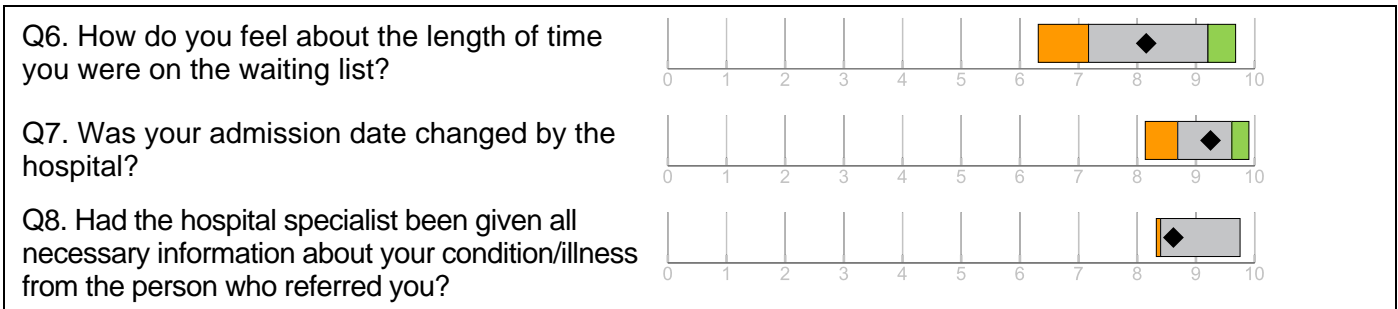 Q6. How do you feel about the length of time
you were on the waiting list?
0 1 2 3 4 5 6 7 8 9 10
Q7. Was your admission date changed by the
hospital?
0 1 2 3 4 5 6 7 8 9 10
Q8. Had the hospital specialist been given all
necessary information about your condition/illness
from the person who referred you?
0 1 2 3 4 5 6 7 8 9 10